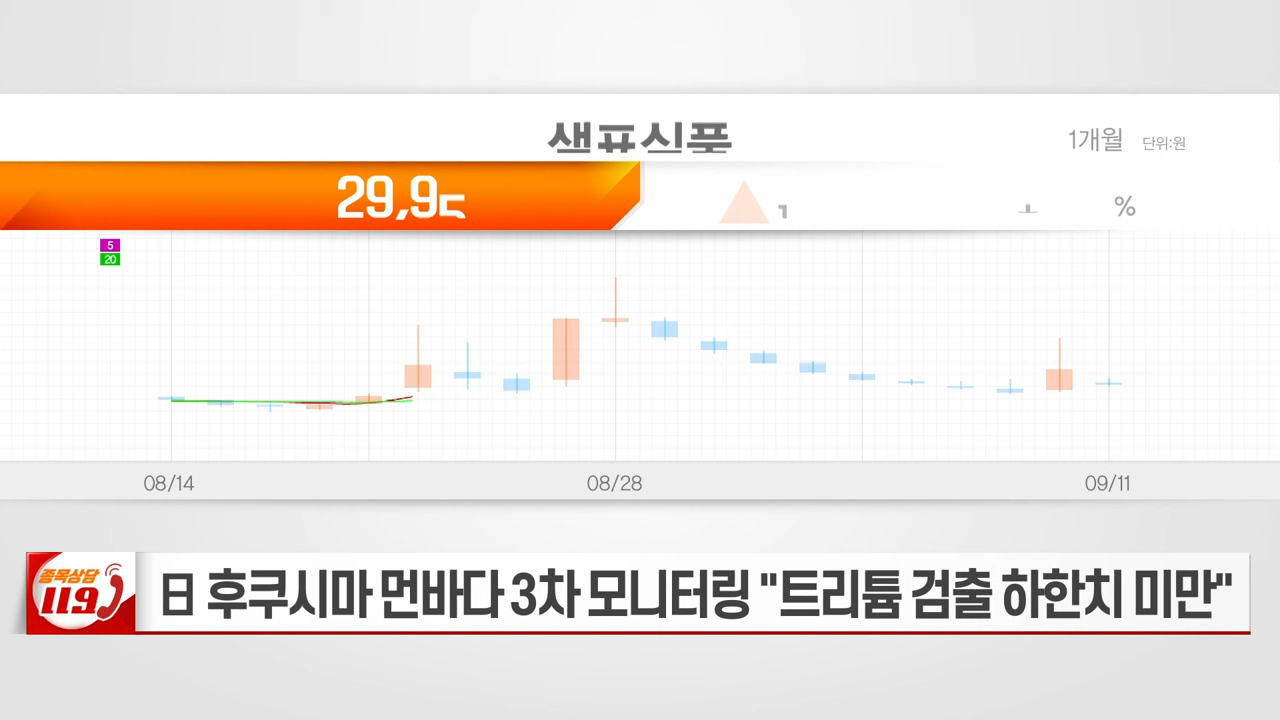 샘표식품
1개월 단위:원
29,95
%
5
20
08/14 08/28 09/11
종목상담
119
日 후쿠시마 먼바다 3차 모니터링 "트리튬 검출 하한치 미만"